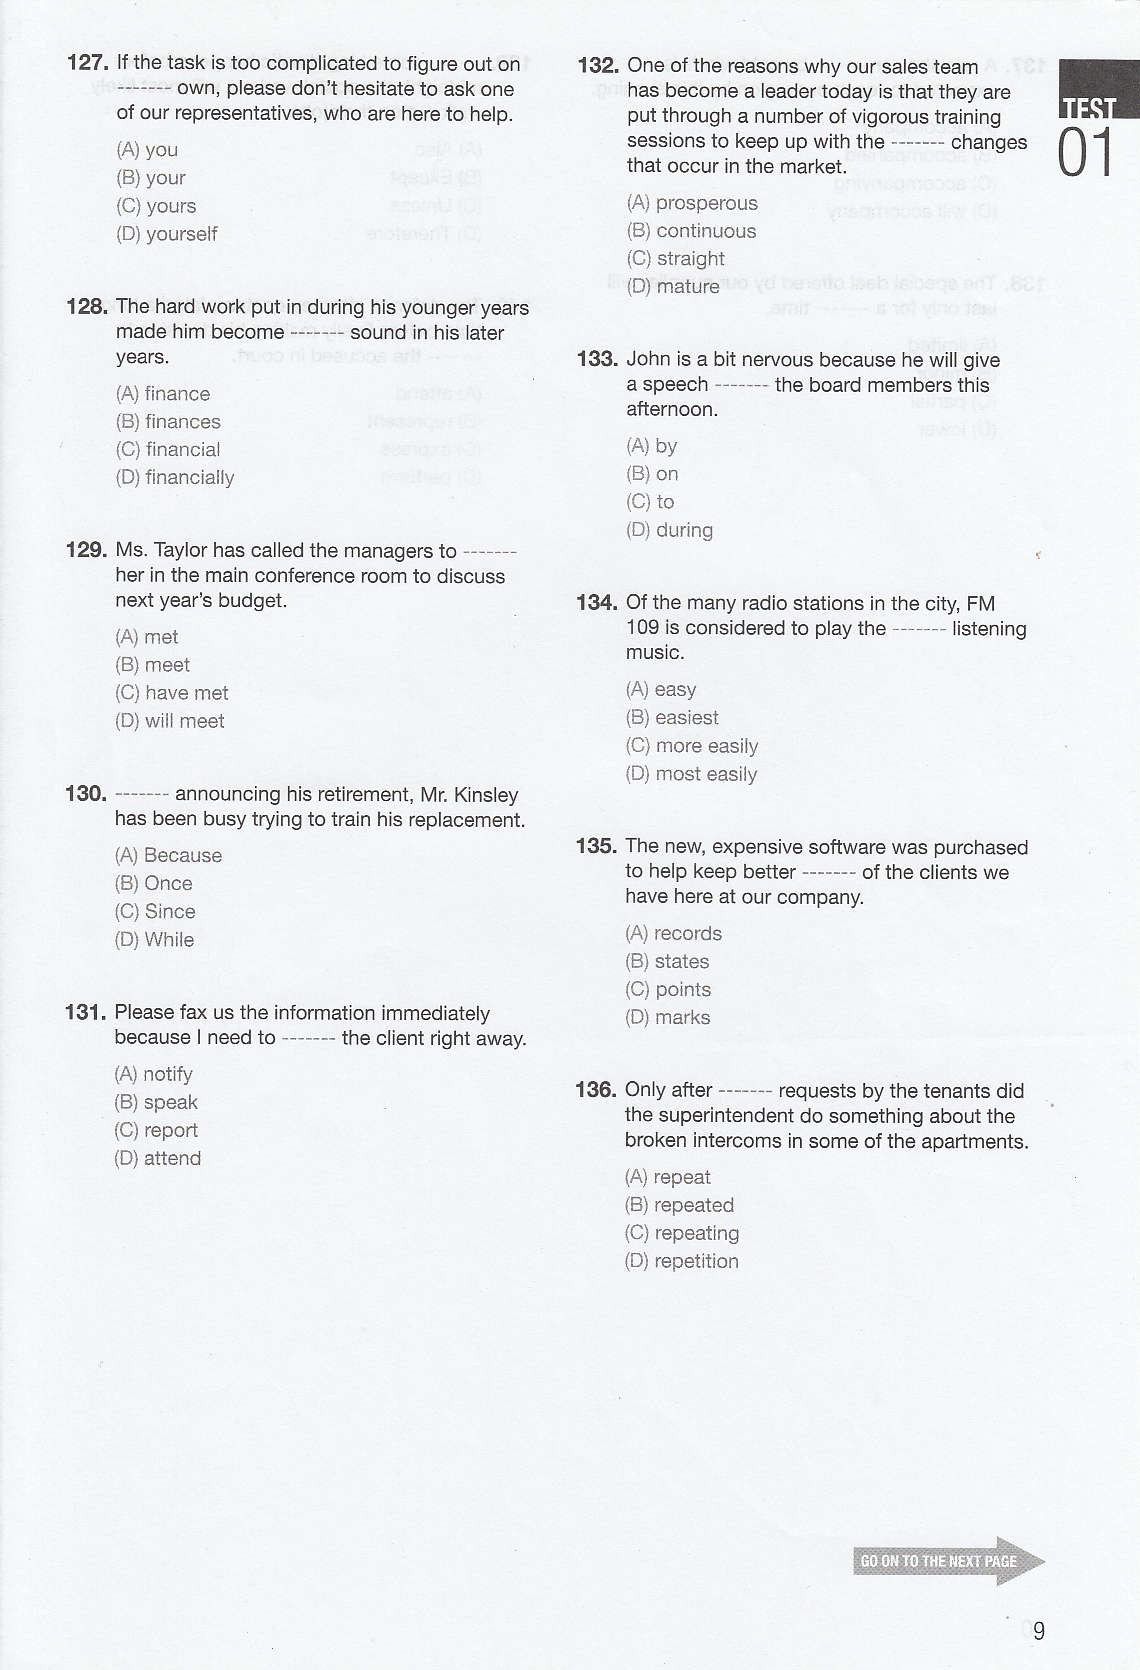 127. If the task is too complicated to figure out on
------- own, please don't hesitate to ask one
of our representatives, who are here to help.
(A) you
(B) your
(C) yours
(D) yourself
128. The hard work put in during his younger years
made him become ------- sound in his later
years.
(A) finance
(B) finances
(C) financial
(D) financially
129. Ms. Taylor has called the managers to -------
her in the main conference room to discuss
next year's budget.
(A) met
(B) meet
(C) have met
(D) will meet
130. ------- announcing his retirement, Mr. Kinsley
has been busy trying to train his replacement.
(A) Because
(B) Once
(C) Since
(D) While
131. Please fax us the information immediately
because I need to ------- the client right away.
(A) notify
(B) speak
(C) report
(D) attend
132. One of the reasons why our sales team
has become a leader today is that they are
put through a number of vigorous training
sessions to keep up with the ------- changes
that occur in the market.
(A) prosperous
(B) continuous
(C) straight
(D) mature
133. John is a bit nervous because he will give
a speech ------- the board members this
afternoon.
(A) by
(B) on
(C) to
(D) during
134. Of the many radio stations in the city, FM
109 is considered to play the ------- listening
music.
(A) easy
(B) easiest
(C) more easily
(D) most easily
135. The new, expensive software was purchased
to help keep better ------- of the clients we
have here at our company.
(A) records
(B) states
(C) points
(D) marks
136. Only after ------- requests by the tenants did
the superintendent do something about the
broken intercoms in some of the apartments.
(A) repeat
(B) repeated
(C) repeating
(D) repetition
TEST
01
GO ON TO THE NEXT PAGE
9